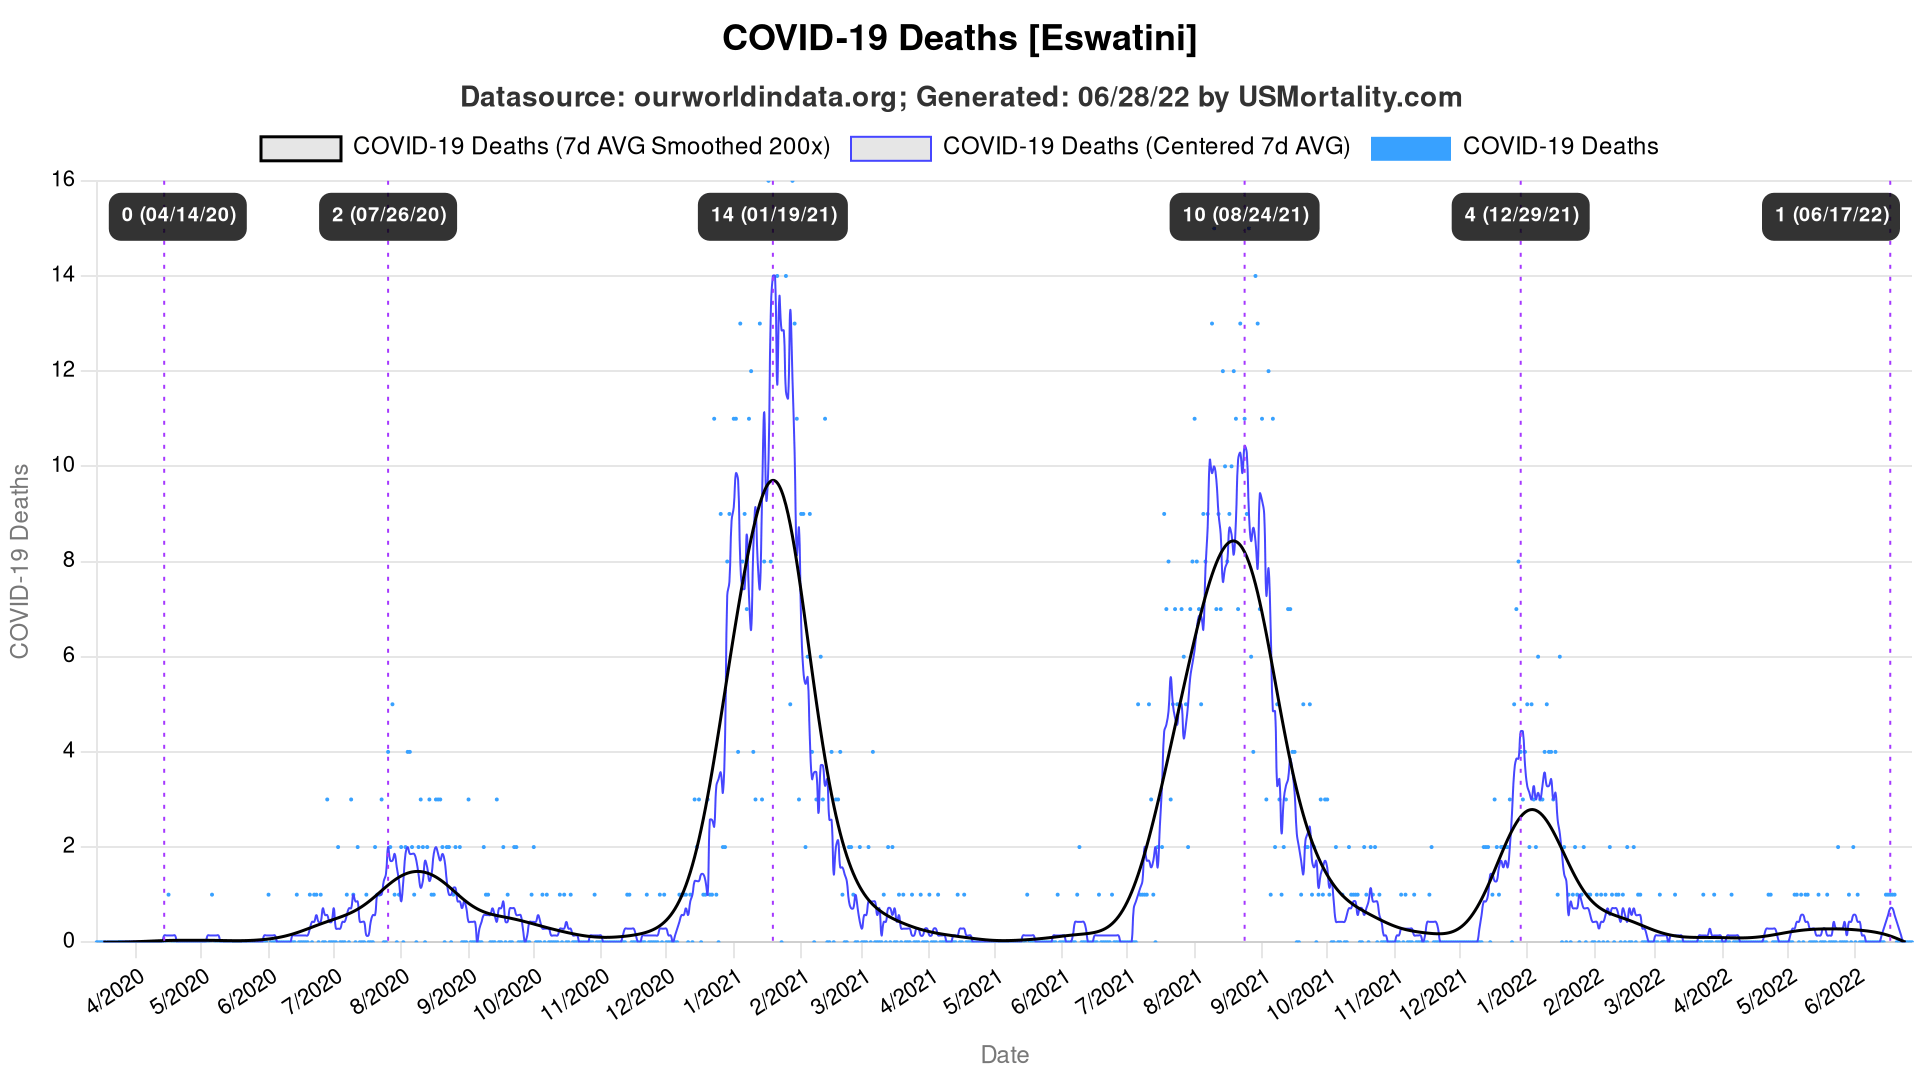 COVID-19 Deaths [Eswatini]
Datasource: ourworldindata.org; Generated: 06/28/22 by USMortality.com
COVID-19 Deaths (7d AVG Smoothed 200x) COVID-19 Deaths (Centered 7d AVG) COVID-19 Deaths
16
0 (04/14/20) 2 (07/26/20) 14 (01/19/21) 10 (08/24/21) 4 (12/29/21) 1 (06/17/22)
14
12
10
8
6
4
2
0
COVID-19 Deaths
4/2020 5/2020 6/2020 7/2020 8/2020 9/2020 10/2020 11/2020 12/2020 1/2021 2/2021 3/2021 4/2021 5/2021 6/2021 7/2021 8/2021 9/2021 10/2021 11/2021 12/2021 1/2022 2/2022 3/2022 4/2022 5/2022 6/2022
Date